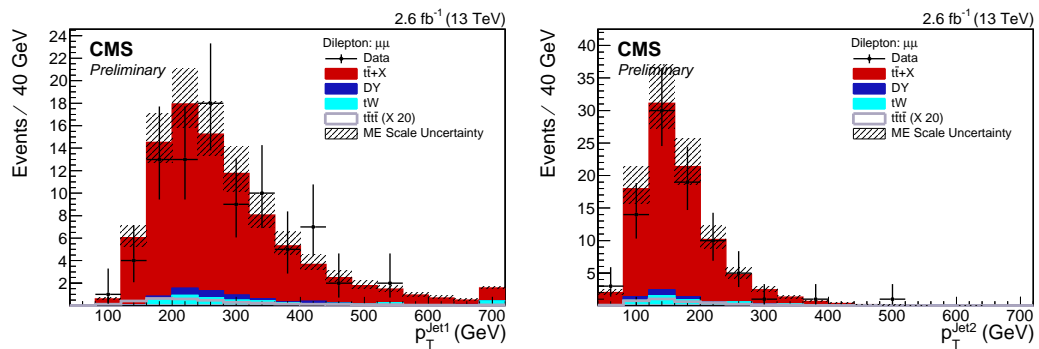 2.6 fb⁻¹ (13 TeV)
CMS
Preliminary
Dilepton: μμ
Data
tt̄+X
DY
tW
tt̄tt̄ (X 20)
ME Scale Uncertainty
Events / 40 GeV
24
22
20
18
16
14
12
10
8
6
4
2
100 200 300 400 500 600 700
p_T^Jet1 (GeV)
2.6 fb⁻¹ (13 TeV)
CMS
Preliminary
Dilepton: μμ
Data
tt̄+X
DY
tW
tt̄tt̄ (X 20)
ME Scale Uncertainty
Events / 40 GeV
40
35
30
25
20
15
10
5
100 200 300 400 500 600 700
p_T^Jet2 (GeV)